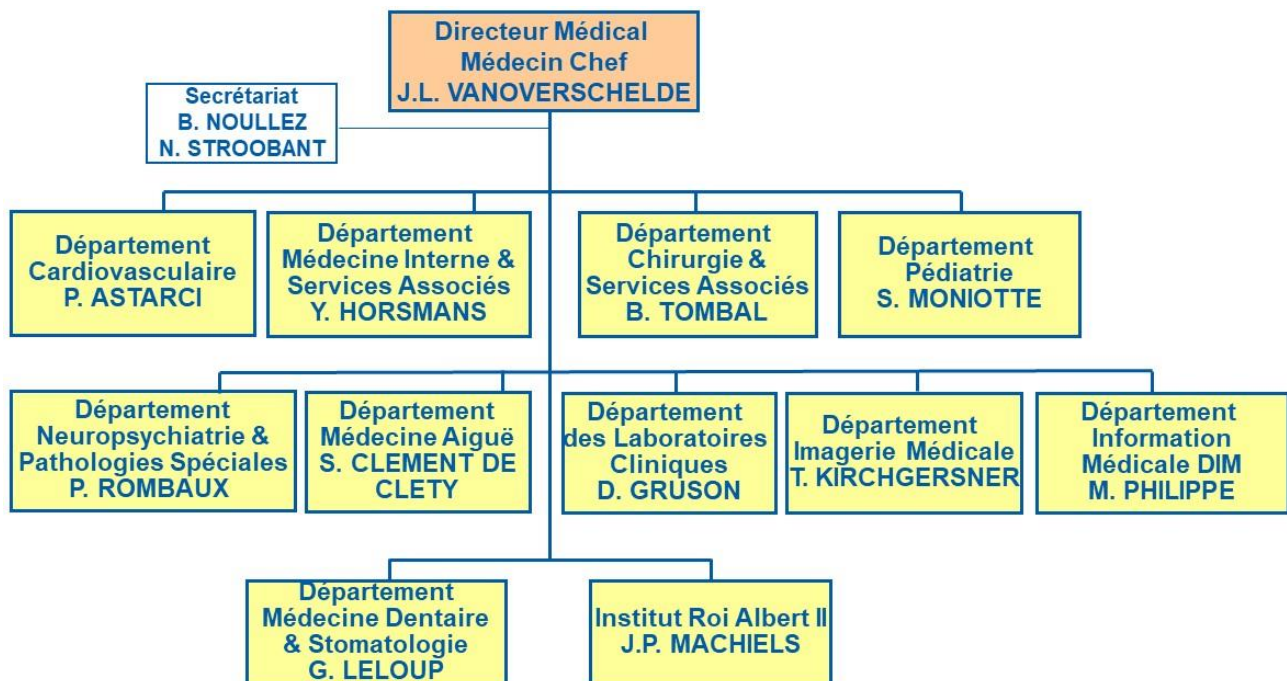 Directeur Médical
Médecin Chef
J.L. VANOVERSCHELDE
Secrétariat
B. NOULLEZ
N. STROOBANT
Département
Cardiovasculaire
P. ASTARCI
Département
Médecine Interne &
Services Associés
Y. HORSMANS
Département
Chirurgie &
Services Associés
B. TOMBAL
Département
Pédiatrie
S. MONIOTTE
Département
Neuropsychiatrie &
Pathologies Spéciales
P. ROMBAUX
Département
Médecine Aiguë
S. CLEMENT DE
CLETY
Département
des Laboratoires
Cliniques
D. GRUSON
Département
Imagerie Médicale
T. KIRCHGERSNER
Département
Information
Médicale DIM
M. PHILIPPE
Département
Médecine Dentaire
& Stomatologie
G. LELOUP
Institut Roi Albert II
J.P. MACHIELS